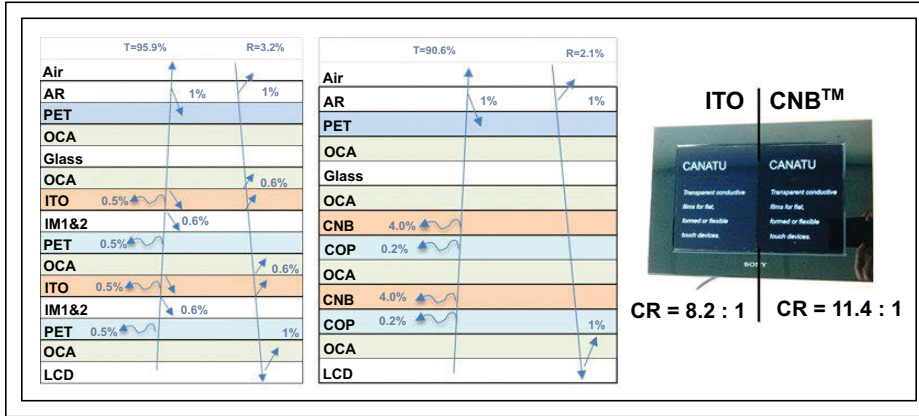 T=95.9% R=3.2%
Air
AR 1% 1%
PET
OCA
Glass
OCA 0.6%
ITO 0.5%
IM1&2 0.6%
PET 0.5%
OCA 0.6%
ITO 0.5%
IM1&2 0.6%
PET 0.5% 1%
OCA
LCD
T=90.6% R=2.1%
Air
AR 1% 1%
PET
OCA
Glass
OCA
CNB 4.0%
COP 0.2%
OCA
CNB 4.0%
COP 0.2% 1%
OCA
LCD
ITO CNB™
CANATU CANATU
Transparent conductive Transparent conductive
films for flat, films for flat,
formed or flexible formed or flexible
touch devices. touch devices.
SONY
CR = 8.2 : 1 CR = 11.4 : 1